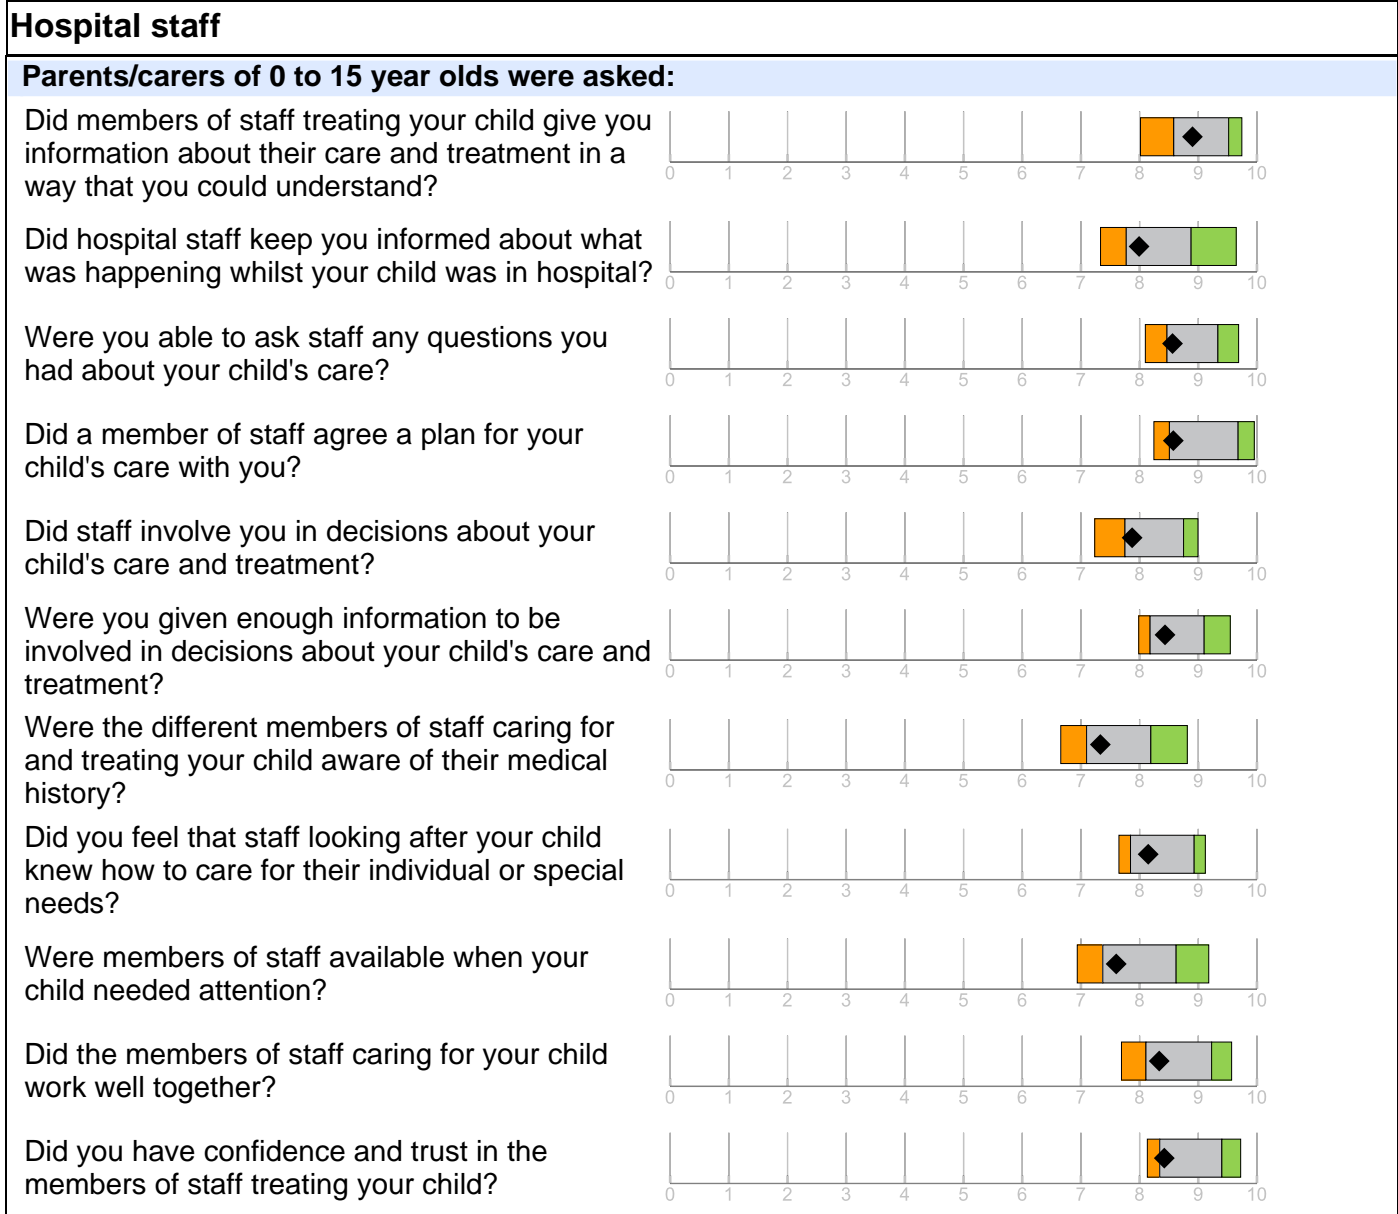 Hospital staff
Parents/carers of 0 to 15 year olds were asked:
Did members of staff treating your child give you
information about their care and treatment in a
way that you could understand?
0 1 2 3 4 5 6 7 8 9 10
Did hospital staff keep you informed about what
was happening whilst your child was in hospital?
0 1 2 3 4 5 6 7 8 9 10
Were you able to ask staff any questions you
had about your child's care?
0 1 2 3 4 5 6 7 8 9 10
Did a member of staff agree a plan for your
child's care with you?
0 1 2 3 4 5 6 7 8 9 10
Did staff involve you in decisions about your
child's care and treatment?
0 1 2 3 4 5 6 7 8 9 10
Were you given enough information to be
involved in decisions about your child's care and
treatment?
0 1 2 3 4 5 6 7 8 9 10
Were the different members of staff caring for
and treating your child aware of their medical
history?
0 1 2 3 4 5 6 7 8 9 10
Did you feel that staff looking after your child
knew how to care for their individual or special
needs?
0 1 2 3 4 5 6 7 8 9 10
Were members of staff available when your
child needed attention?
0 1 2 3 4 5 6 7 8 9 10
Did the members of staff caring for your child
work well together?
0 1 2 3 4 5 6 7 8 9 10
Did you have confidence and trust in the
members of staff treating your child?
0 1 2 3 4 5 6 7 8 9 10